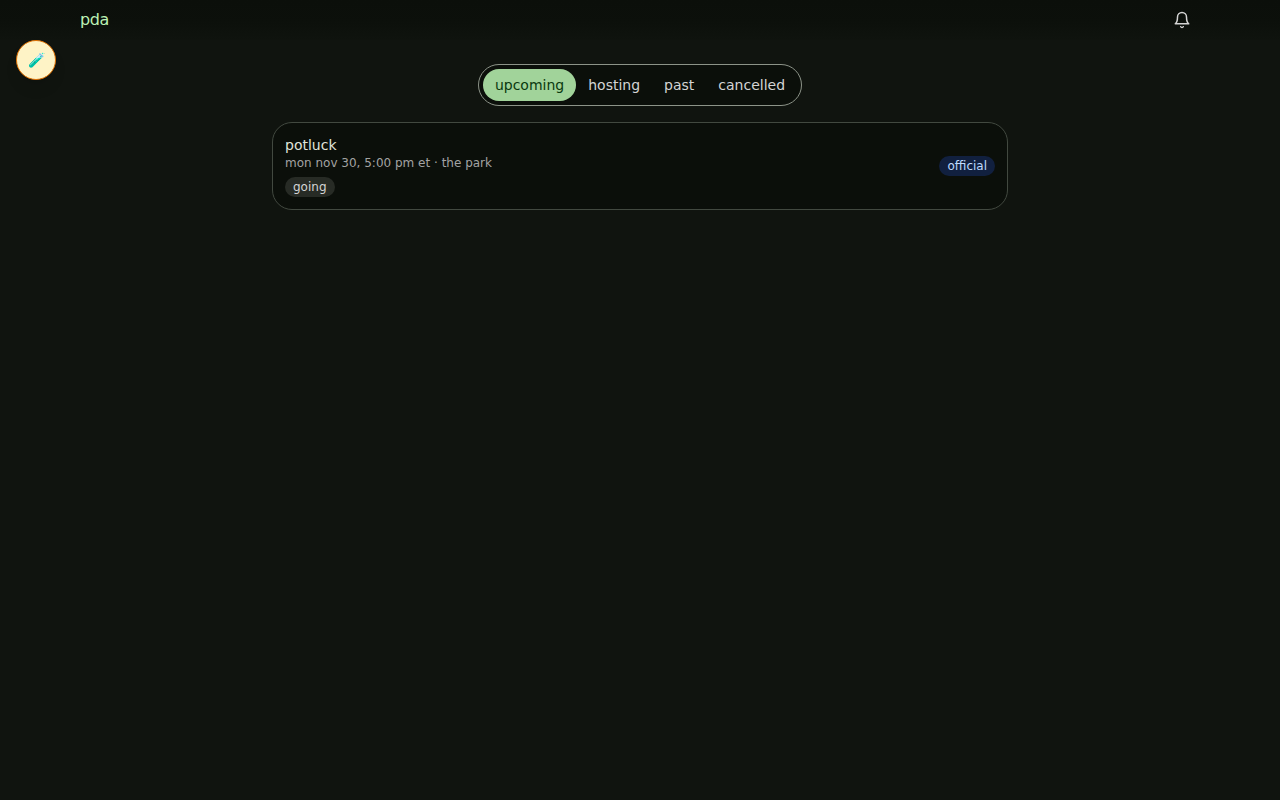 pda
upcoming hosting past cancelled
potluck
mon nov 30, 5:00 pm et · the park
official
going